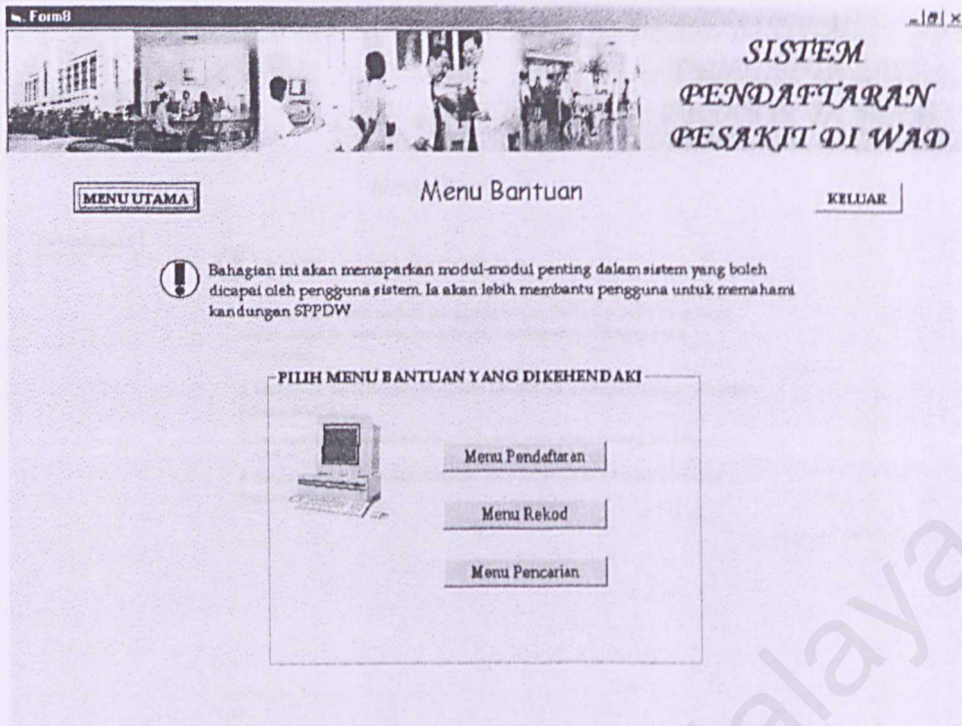 Form8
SISTEM
PENDAFTARAN
PESAKIT DI WAD
MENU UTAMA
Menu Bantuan
KELUAR
Bahagian ini akan memaparkan modul-modul penting dalam sistem yang boleh
dicapai oleh pengguna sistem. Ia akan lebih membantu pengguna untuk memahami
kandungan SPPDW
PILIH MENU BANTUAN YANG DIKEHENDAKI
Menu Pendaftaran
Menu Rekod
Menu Pencarian
alaya